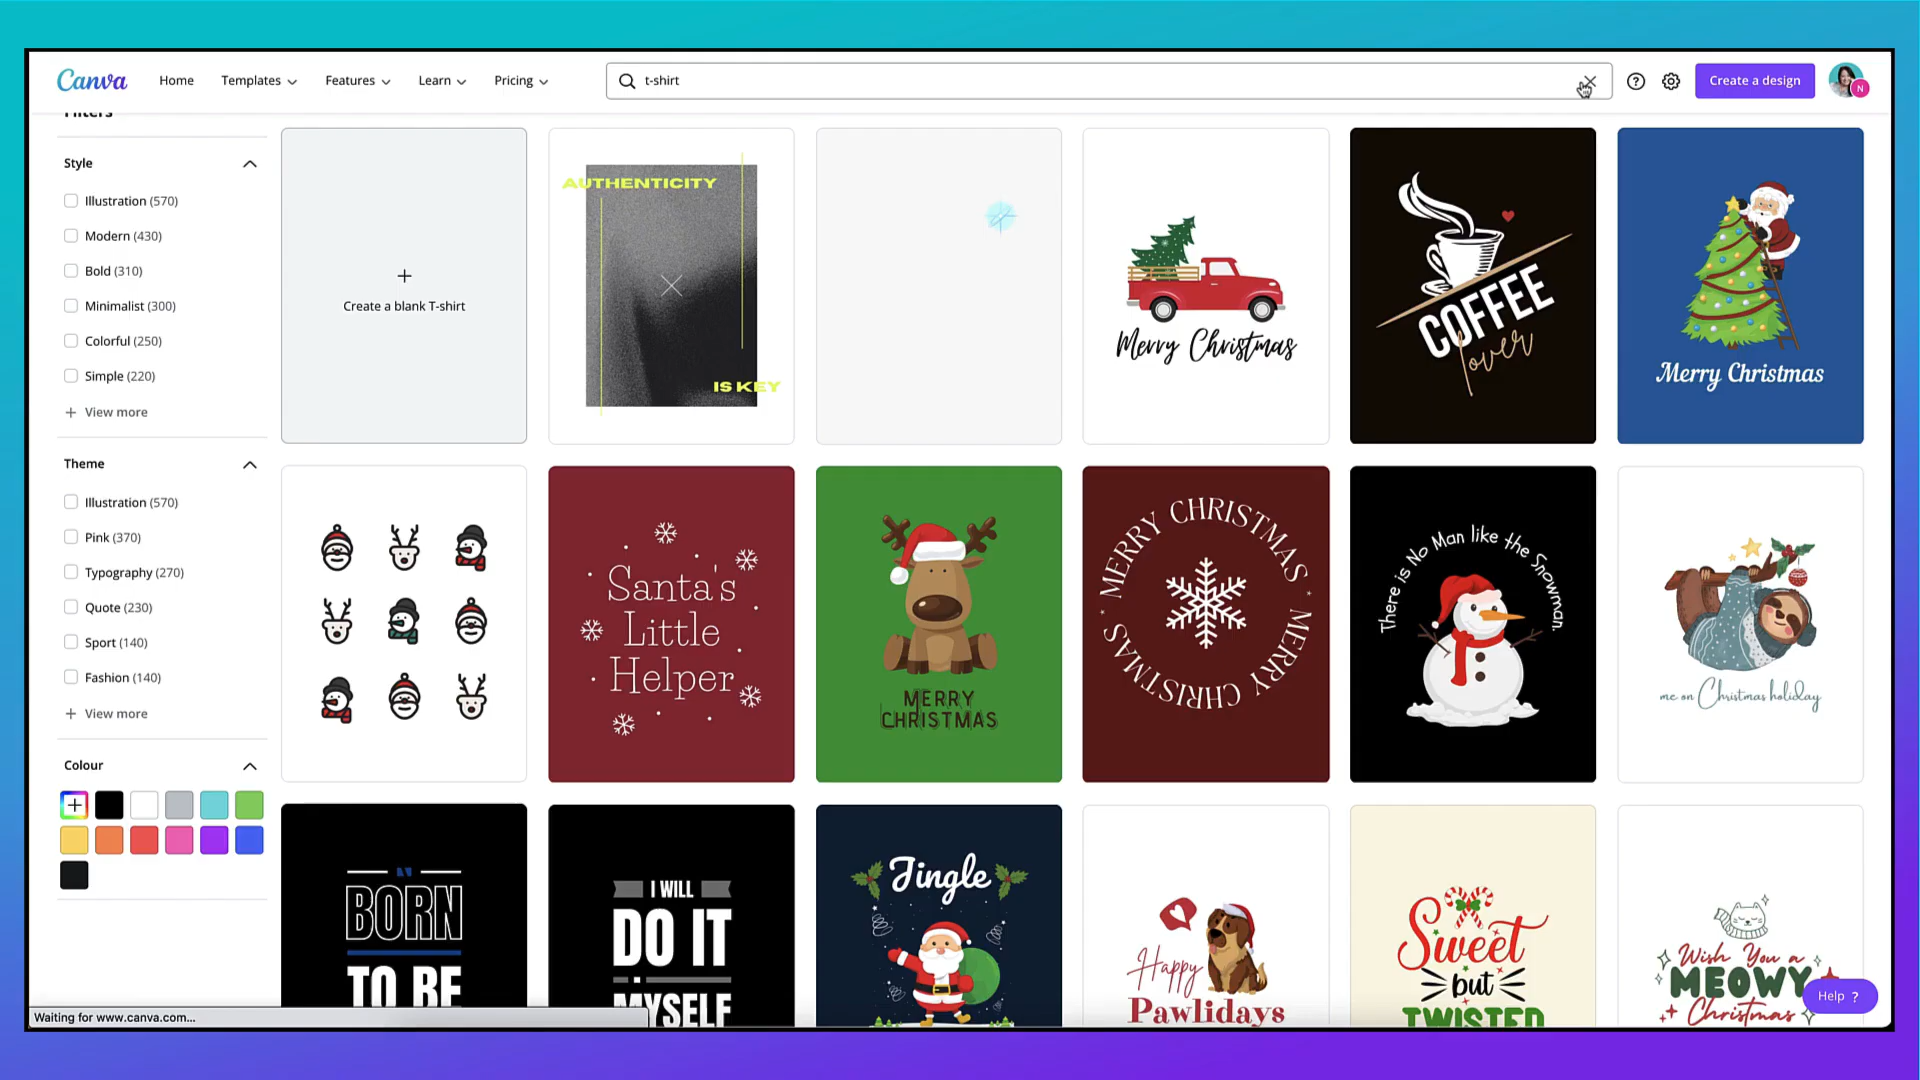 Canva
Home
Templates
Features
Learn
Pricing
t-shirt
Create a design
N
Filters
Style
Illustration (570)
Modern (430)
Bold (310)
Minimalist (300)
Colorful (250)
Simple (220)
View more
Theme
Illustration (570)
Pink (370)
Typography (270)
Quote (230)
Sport (140)
Fashion (140)
View more
Colour
Create a blank T-shirt
AUTHENTICITY
IS KEY
Merry Christmas
COFFEE
lover
Merry Christmas
Santa's
Little
Helper
MERRY
CHRISTMAS
MERRY CHRISTMAS * MERRY CHRISTMAS *
There is No Man like the Snowman.
me on Christmas holiday
BORN
TO BE
I WILL
DO IT
MYSELF
Jingle
Happy
Pawlidays
Sweet
but
TWISTED
Wish You a
MEOWY
Christmas
Help ?
Waiting for www.canva.com...